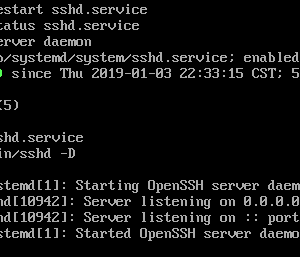 estart sshd.service
tatus sshd.service
erver daemon
/systemd/system/sshd.service; enabled
) since Thu 2019-01-03 22:33:15 CST; 5
(5)
shd.service
in/sshd -D
stemd[1]: Starting OpenSSH server daem
hd[10942]: Server listening on 0.0.0.0
hd[10942]: Server listening on :: port
stemd[1]: Started OpenSSH server daemo